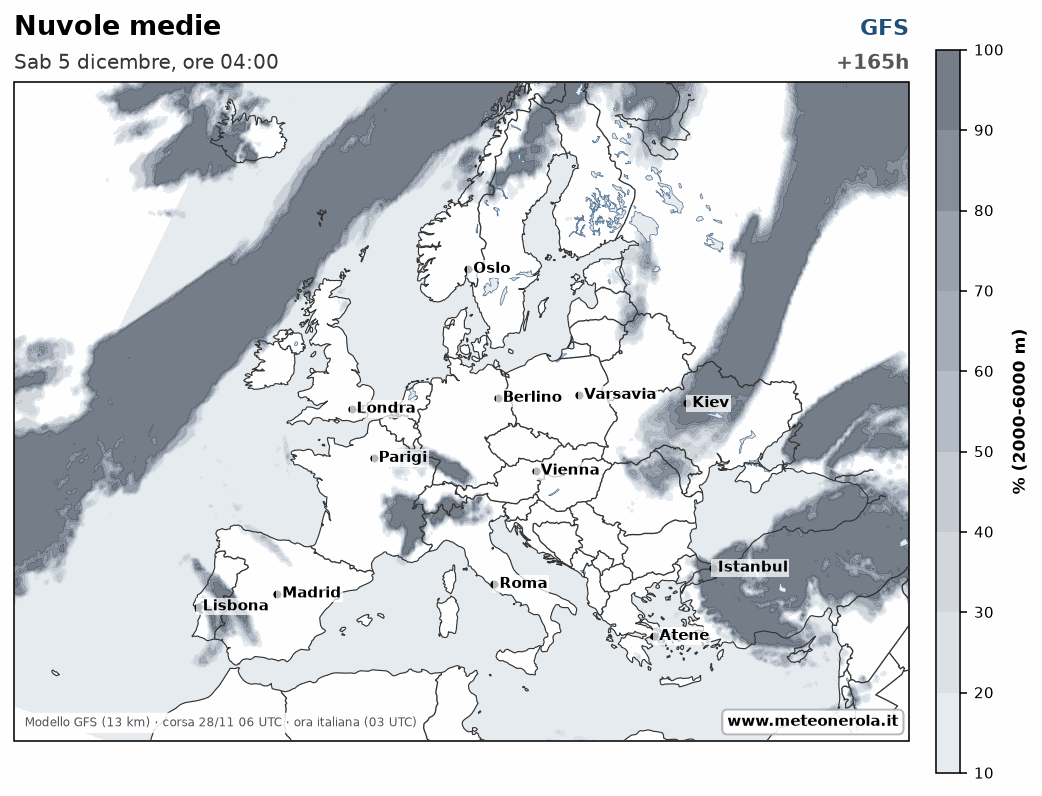 Nuvole medie
GFS
Sab 5 dicembre, ore 04:00
+165h
Oslo
Londra
Berlino
Varsavia
Kiev
Parigi
Vienna
Istanbul
Roma
Madrid
Lisbona
Atene
Modello GFS (13 km) · corsa 28/11 06 UTC · ora italiana (03 UTC)
www.meteonerola.it
100
90
80
70
60
50
40
30
20
10
% (2000-6000 m)